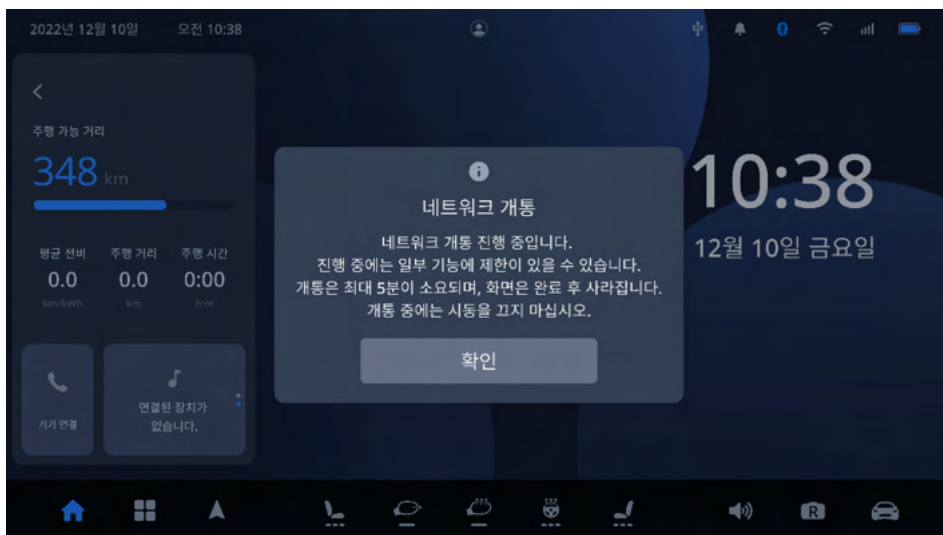 2022년 12월 10일 오전 10:38
주행 가능 거리
348 km
평균 전비 주행 거리 주행 시간
0.0 0.0 0:00
km/kWh km h:m
기기 연결
연결된 장치가
없습니다.
네트워크 개통
네트워크 개통 진행 중입니다.
진행 중에는 일부 기능에 제한이 있을 수 있습니다.
개통은 최대 5분이 소요되며, 화면은 완료 후 사라집니다.
개통 중에는 시동을 끄지 마십시오.
확인
10:38
12월 10일 금요일
R